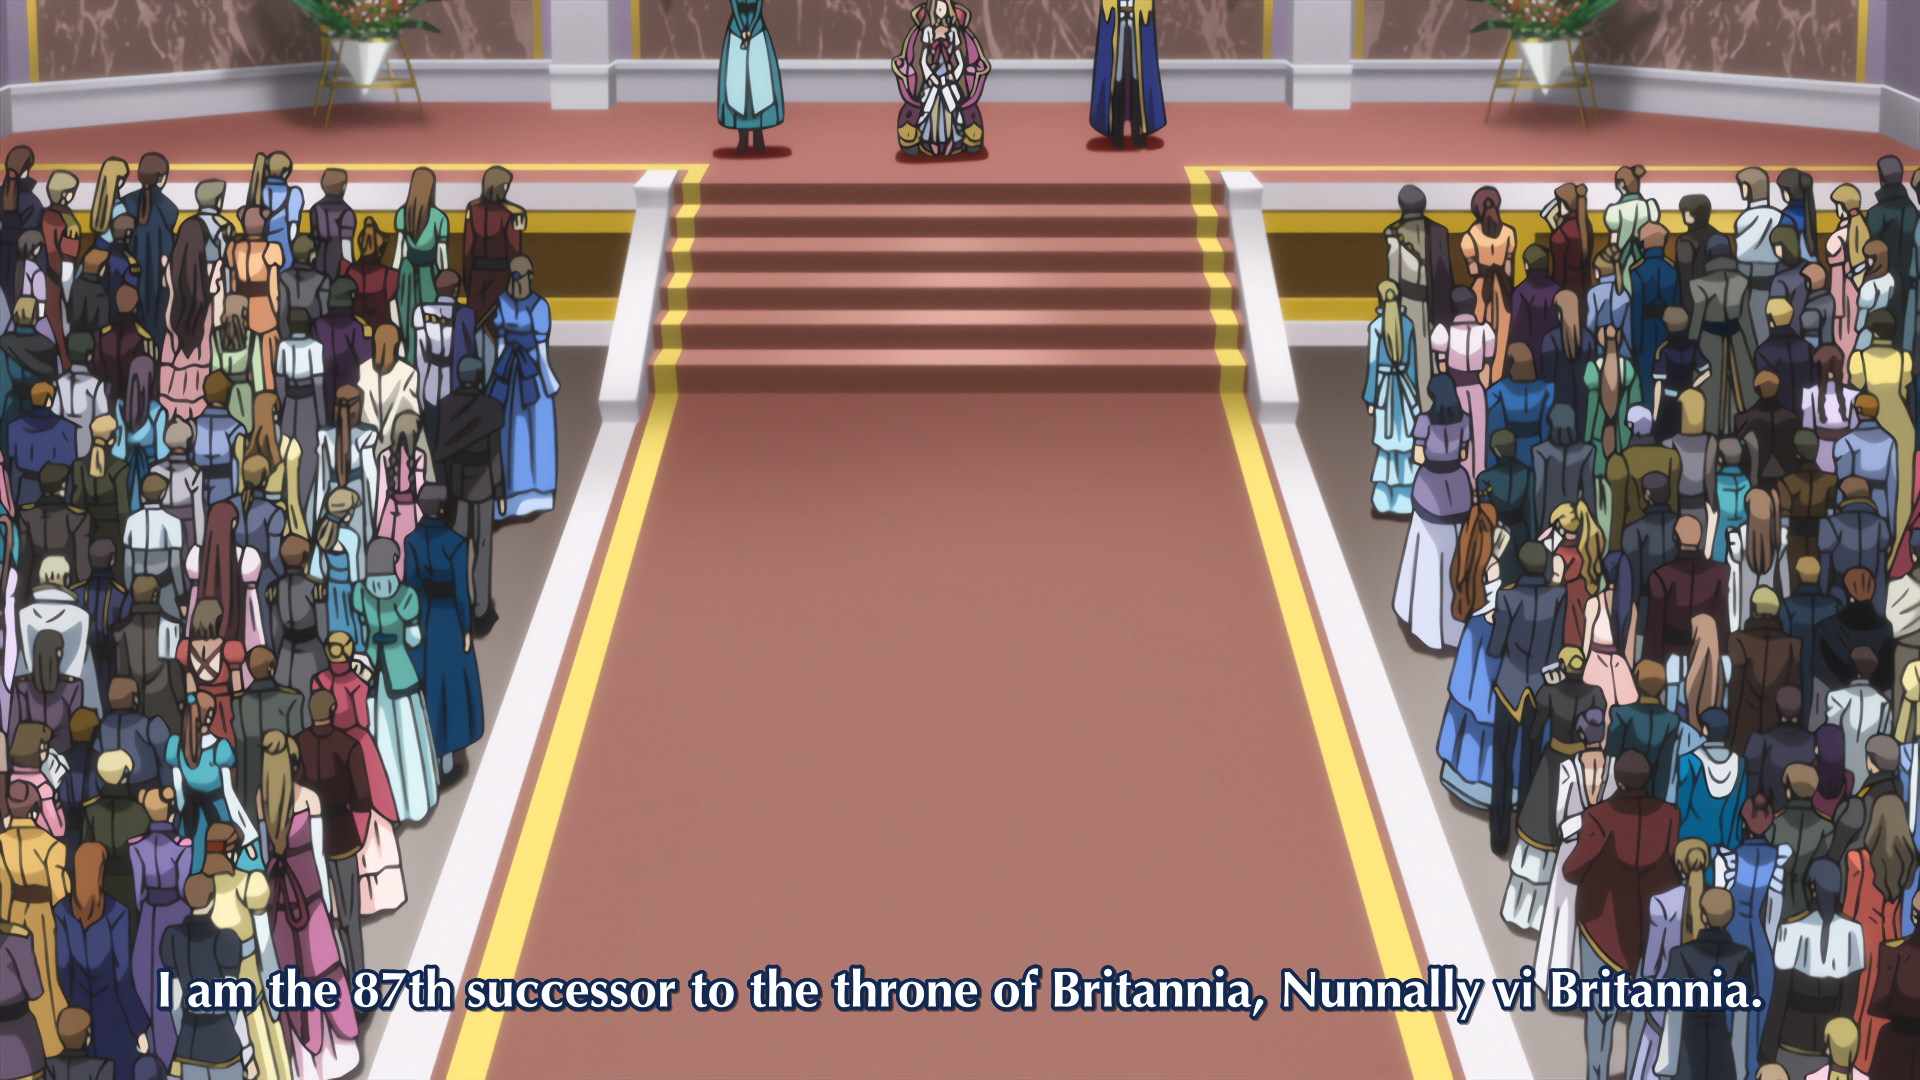 I am the 87th successor to the throne of Britannia, Nunnally vi Britannia.